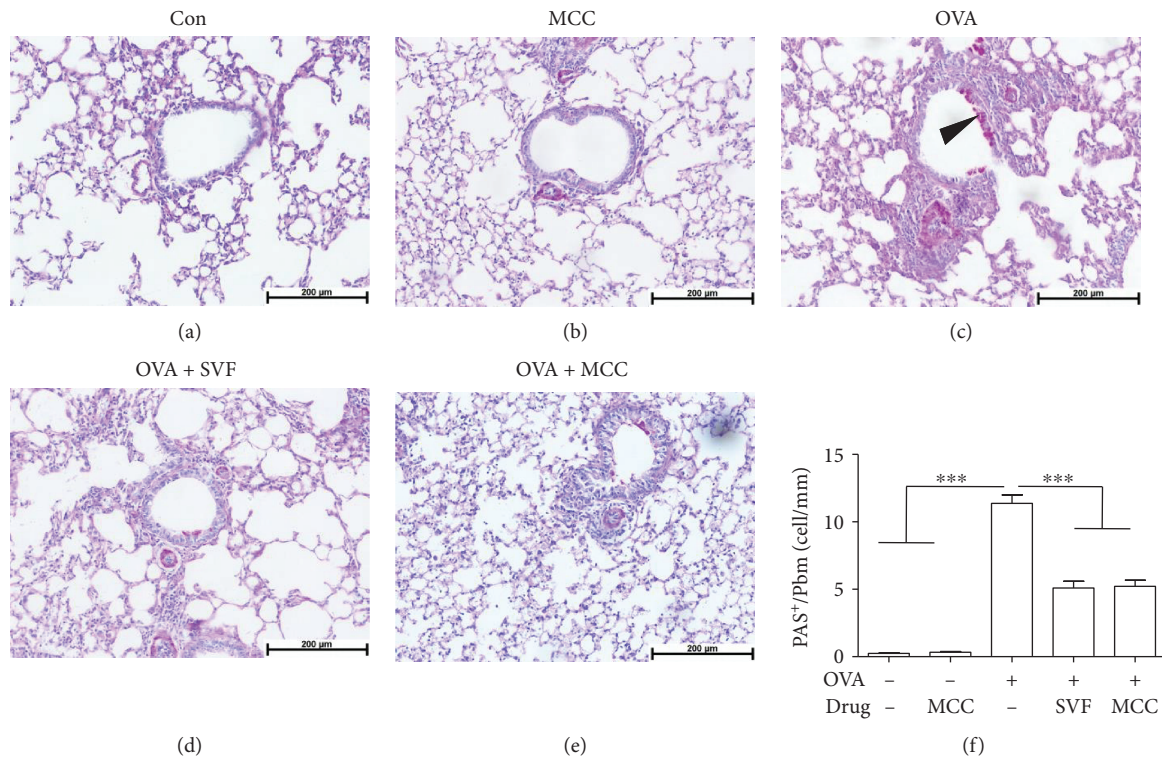 Con
MCC
OVA
200 µm
200 µm
200 µm
(a)
(b)
(c)
OVA + SVF
OVA + MCC
200 µm
200 µm
15
10
5
0
PAS⁺/Pbm (cell/mm)
***
***
OVA – – + + +
Drug – MCC – SVF MCC
(d)
(e)
(f)